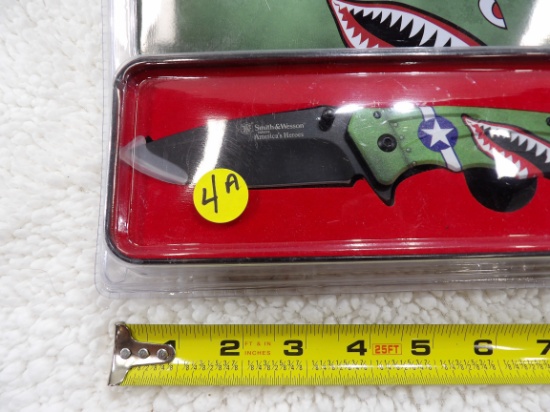 Smith & Wesson
America's Heroes
4A
1 2 FT & IN INCHES 3 4 25FT 5 6 7